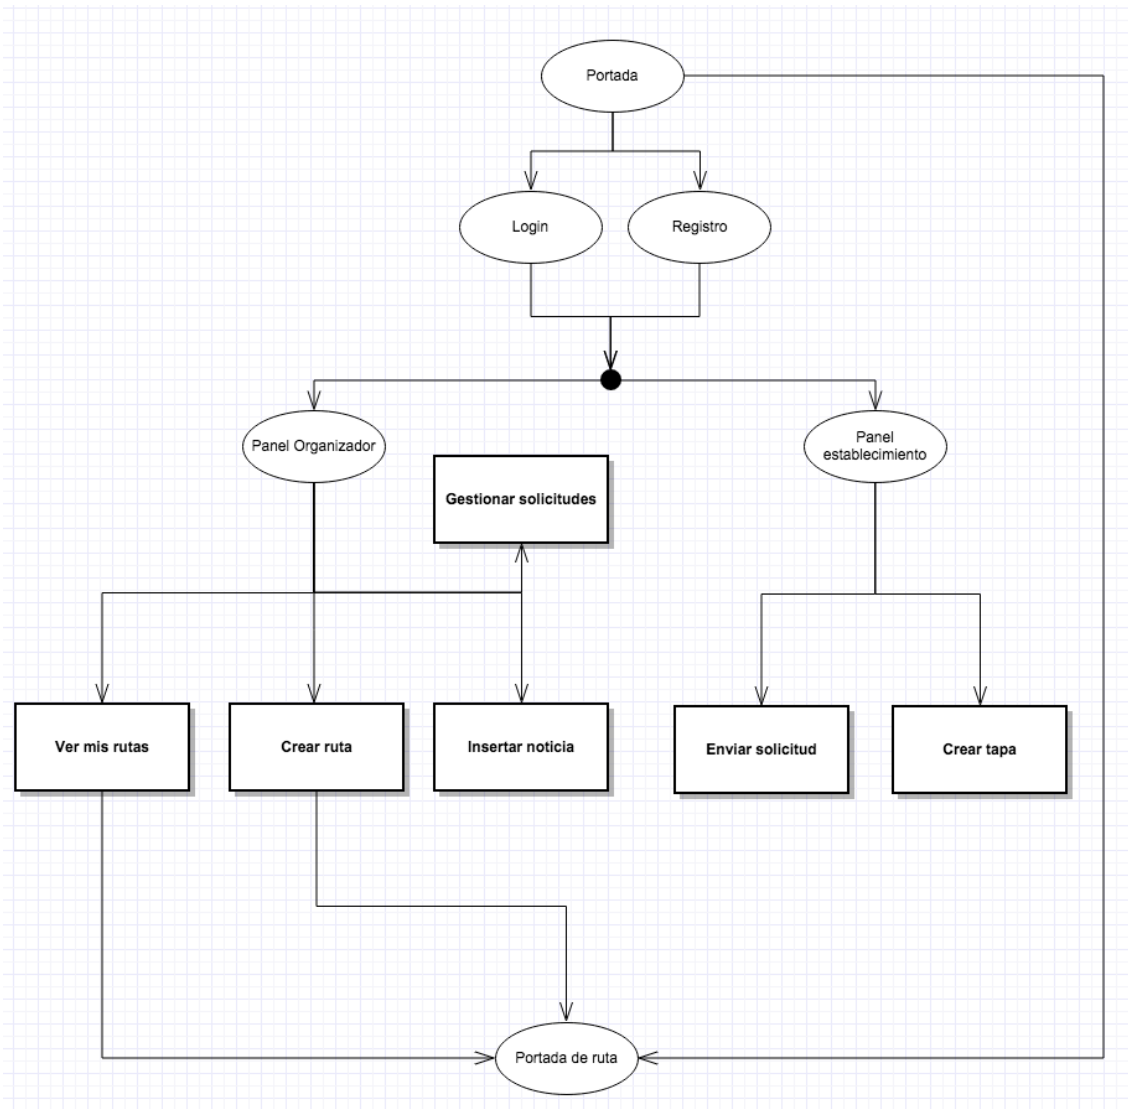 Portada
Login
Registro
Panel Organizador
Panel
establecimiento
Gestionar solicitudes
Ver mis rutas
Crear ruta
Insertar noticia
Enviar solicitud
Crear tapa
Portada de ruta